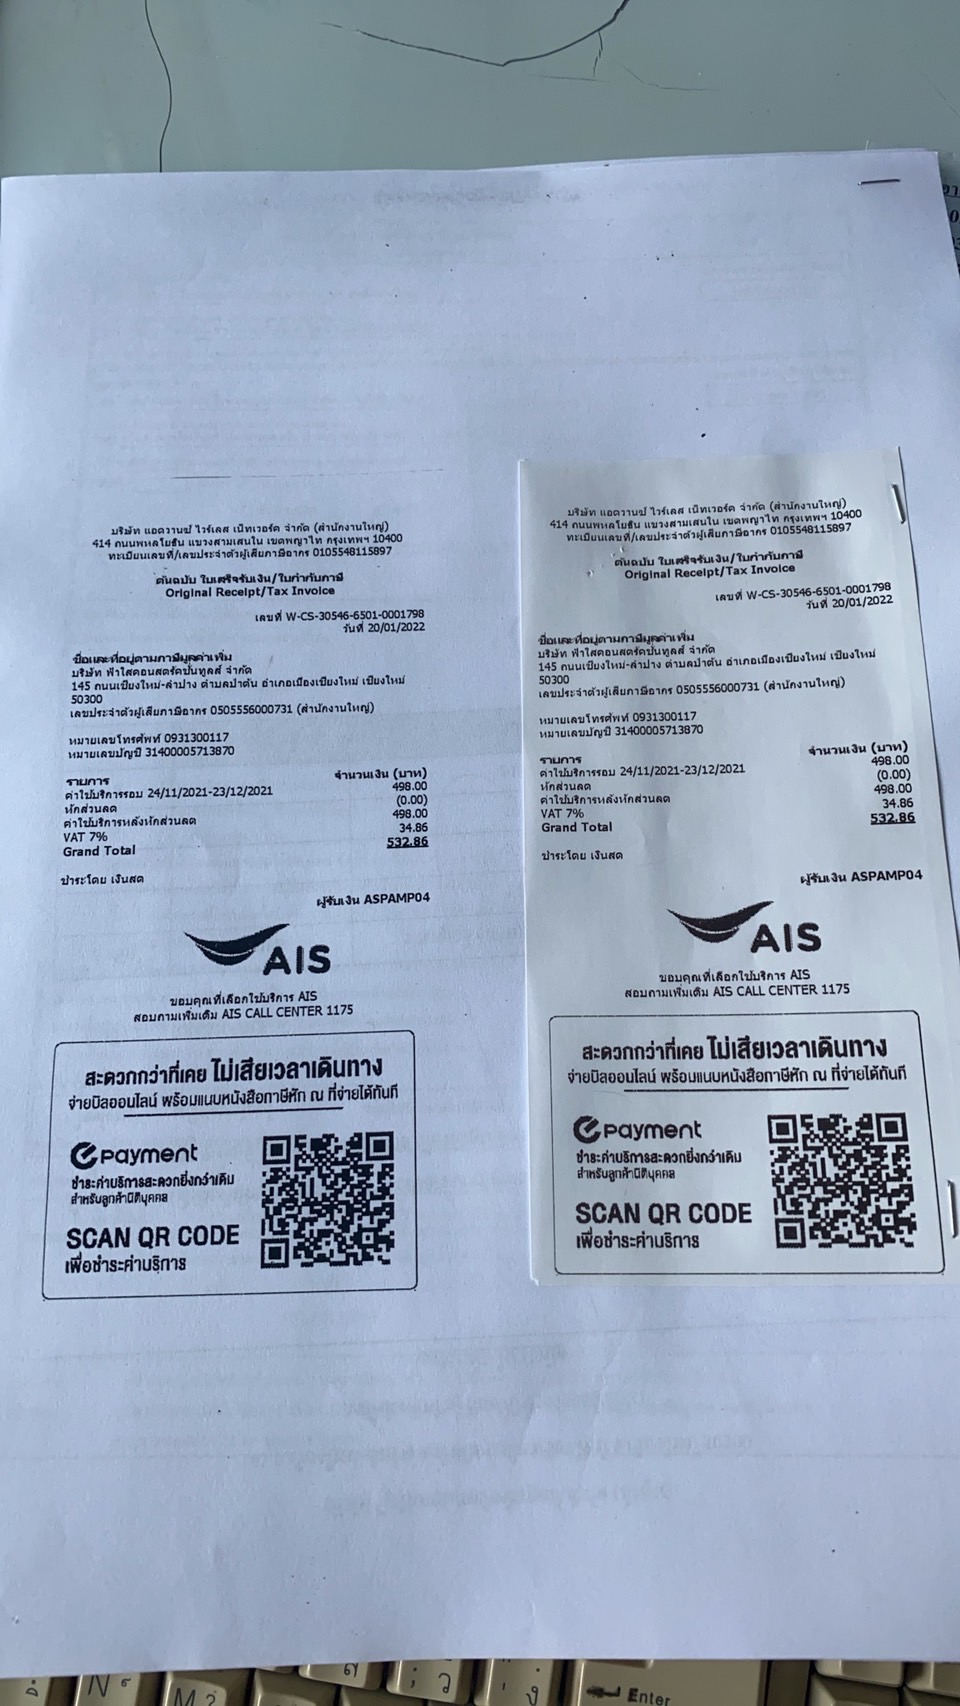 บริษัท แอดวานซ์ ไวร์เลส เน็ทเวอร์ค จำกัด (สำนักงานใหญ่)
414 ถนนพหลโยธิน แขวงสามเสนใน เขตพญาไท กรุงเทพฯ 10400
ทะเบียนเลขที่/เลขประจำตัวผู้เสียภาษีอากร 0105548115897
ต้นฉบับ ใบเสร็จรับเงิน/ใบกำกับภาษี
Original Receipt/Tax Invoice
เลขที่ W-CS-30546-6501-0001798
วันที่ 20/01/2022
ชื่อและที่อยู่ตามภาษีมูลค่าเพิ่ม
บริษัท ฟ้าใสคอนสตรัคชั่นทูลส์ จำกัด
145 ถนนเชียงใหม่-ลำปาง ตำบลป่าตัน อำเภอเมืองเชียงใหม่ เชียงใหม่
50300
เลขประจำตัวผู้เสียภาษีอากร 0505556000731 (สำนักงานใหญ่)
หมายเลขโทรศัพท์ 0931300117
หมายเลขบัญชี 31400005713870
รายการ จำนวนเงิน (บาท)
ค่าใช้บริการรอบ 24/11/2021-23/12/2021 498.00
หักส่วนลด (0.00)
ค่าใช้บริการหลังหักส่วนลด 498.00
VAT 7% 34.86
Grand Total 532.86
ชำระโดย เงินสด
ผู้รับเงิน ASPAMP04
AIS
ขอบคุณที่เลือกใช้บริการ AIS
สอบถามเพิ่มเติม AIS CALL CENTER 1175
สะดวกกว่าที่เคย ไม่เสียเวลาเดินทาง
จ่ายบิลออนไลน์ พร้อมแนบหนังสือภาษีหัก ณ ที่จ่ายได้ทันที
ePayment
ชำระค่าบริการสะดวกยิ่งกว่าเดิม
สำหรับลูกค้านิติบุคคล
SCAN QR CODE
เพื่อชำระค่าบริการ
บริษัท แอดวานซ์ ไวร์เลส เน็ทเวอร์ค จำกัด (สำนักงานใหญ่)
414 ถนนพหลโยธิน แขวงสามเสนใน เขตพญาไท กรุงเทพฯ 10400
ทะเบียนเลขที่/เลขประจำตัวผู้เสียภาษีอากร 0105548115897
ต้นฉบับ ใบเสร็จรับเงิน/ใบกำกับภาษี
Original Receipt/Tax Invoice
เลขที่ W-CS-30546-6501-0001798
วันที่ 20/01/2022
ชื่อและที่อยู่ตามภาษีมูลค่าเพิ่ม
บริษัท ฟ้าใสคอนสตรัคชั่นทูลส์ จำกัด
145 ถนนเชียงใหม่-ลำปาง ตำบลป่าตัน อำเภอเมืองเชียงใหม่ เชียงใหม่
50300
เลขประจำตัวผู้เสียภาษีอากร 0505556000731 (สำนักงานใหญ่)
หมายเลขโทรศัพท์ 0931300117
หมายเลขบัญชี 31400005713870
รายการ จำนวนเงิน (บาท)
ค่าใช้บริการรอบ 24/11/2021-23/12/2021 498.00
หักส่วนลด (0.00)
ค่าใช้บริการหลังหักส่วนลด 498.00
VAT 7% 34.86
Grand Total 532.86
ชำระโดย เงินสด
ผู้รับเงิน ASPAMP04
AIS
ขอบคุณที่เลือกใช้บริการ AIS
สอบถามเพิ่มเติม AIS CALL CENTER 1175
สะดวกกว่าที่เคย ไม่เสียเวลาเดินทาง
จ่ายบิลออนไลน์ พร้อมแนบหนังสือภาษีหัก ณ ที่จ่ายได้ทันที
ePayment
ชำระค่าบริการสะดวกยิ่งกว่าเดิม
สำหรับลูกค้านิติบุคคล
SCAN QR CODE
เพื่อชำระค่าบริการ
N
M
Enter